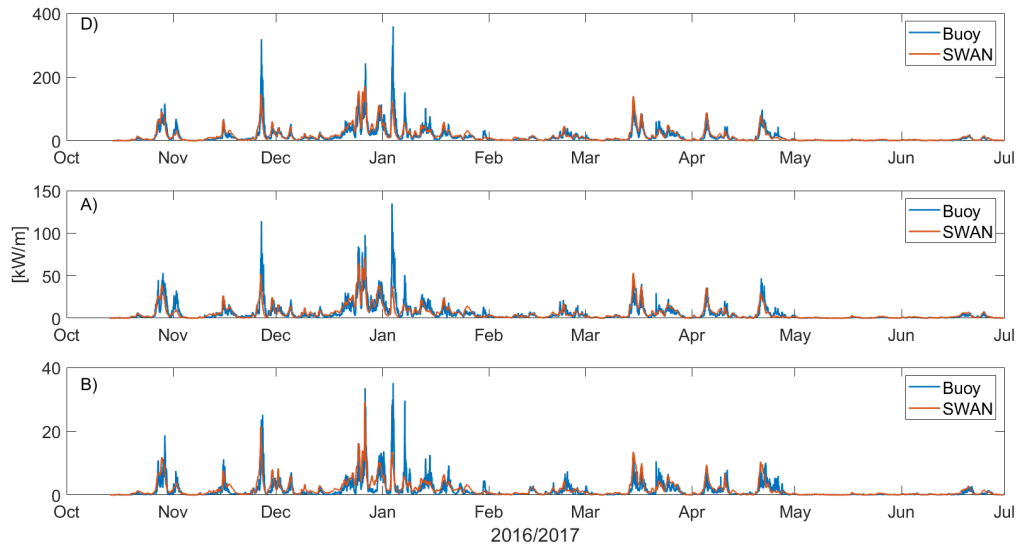 D)
400
200
0
Buoy
SWAN
Oct Nov Dec Jan Feb Mar Apr May Jun Jul
A)
150
100
50
0
[kW/m]
Buoy
SWAN
Oct Nov Dec Jan Feb Mar Apr May Jun Jul
B)
40
20
0
Buoy
SWAN
Oct Nov Dec Jan Feb Mar Apr May Jun Jul
2016/2017